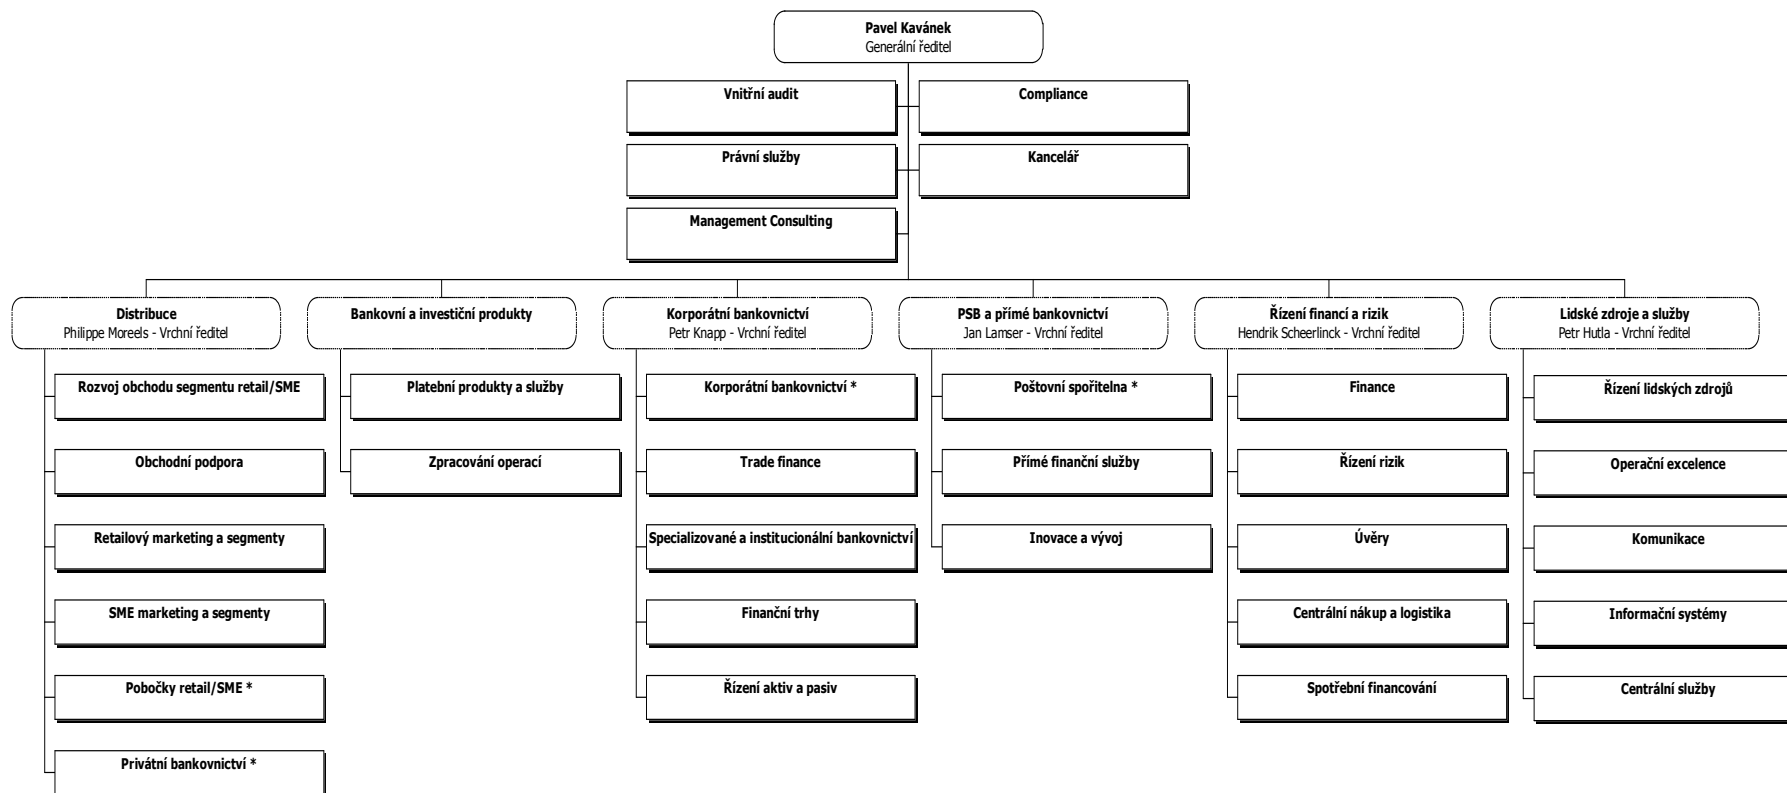 Pavel Kavánek
Generální ředitel
Vnitřní audit
Compliance
Právní služby
Kancelář
Management Consulting
Distribuce
Philippe Moreels - Vrchní ředitel
Bankovní a investiční produkty
Korporátní bankovnictví
Petr Knapp - Vrchní ředitel
PSB a přímé bankovnictví
Jan Lamser - Vrchní ředitel
Řízení financí a rizik
Hendrik Scheerlinck - Vrchní ředitel
Lidské zdroje a služby
Petr Hutla - Vrchní ředitel
Rozvoj obchodu segmentu retail/SME
Obchodní podpora
Retailový marketing a segmenty
SME marketing a segmenty
Pobočky retail/SME *
Privátní bankovnictví *
Platební produkty a služby
Zpracování operací
Korporátní bankovnictví *
Trade finance
Specializované a institucionální bankovnictví
Finanční trhy
Řízení aktiv a pasiv
Poštovní spořitelna *
Přímé finanční služby
Inovace a vývoj
Finance
Řízení rizik
Úvěry
Centrální nákup a logistika
Spotřební financování
Řízení lidských zdrojů
Operační excelence
Komunikace
Informační systémy
Centrální služby